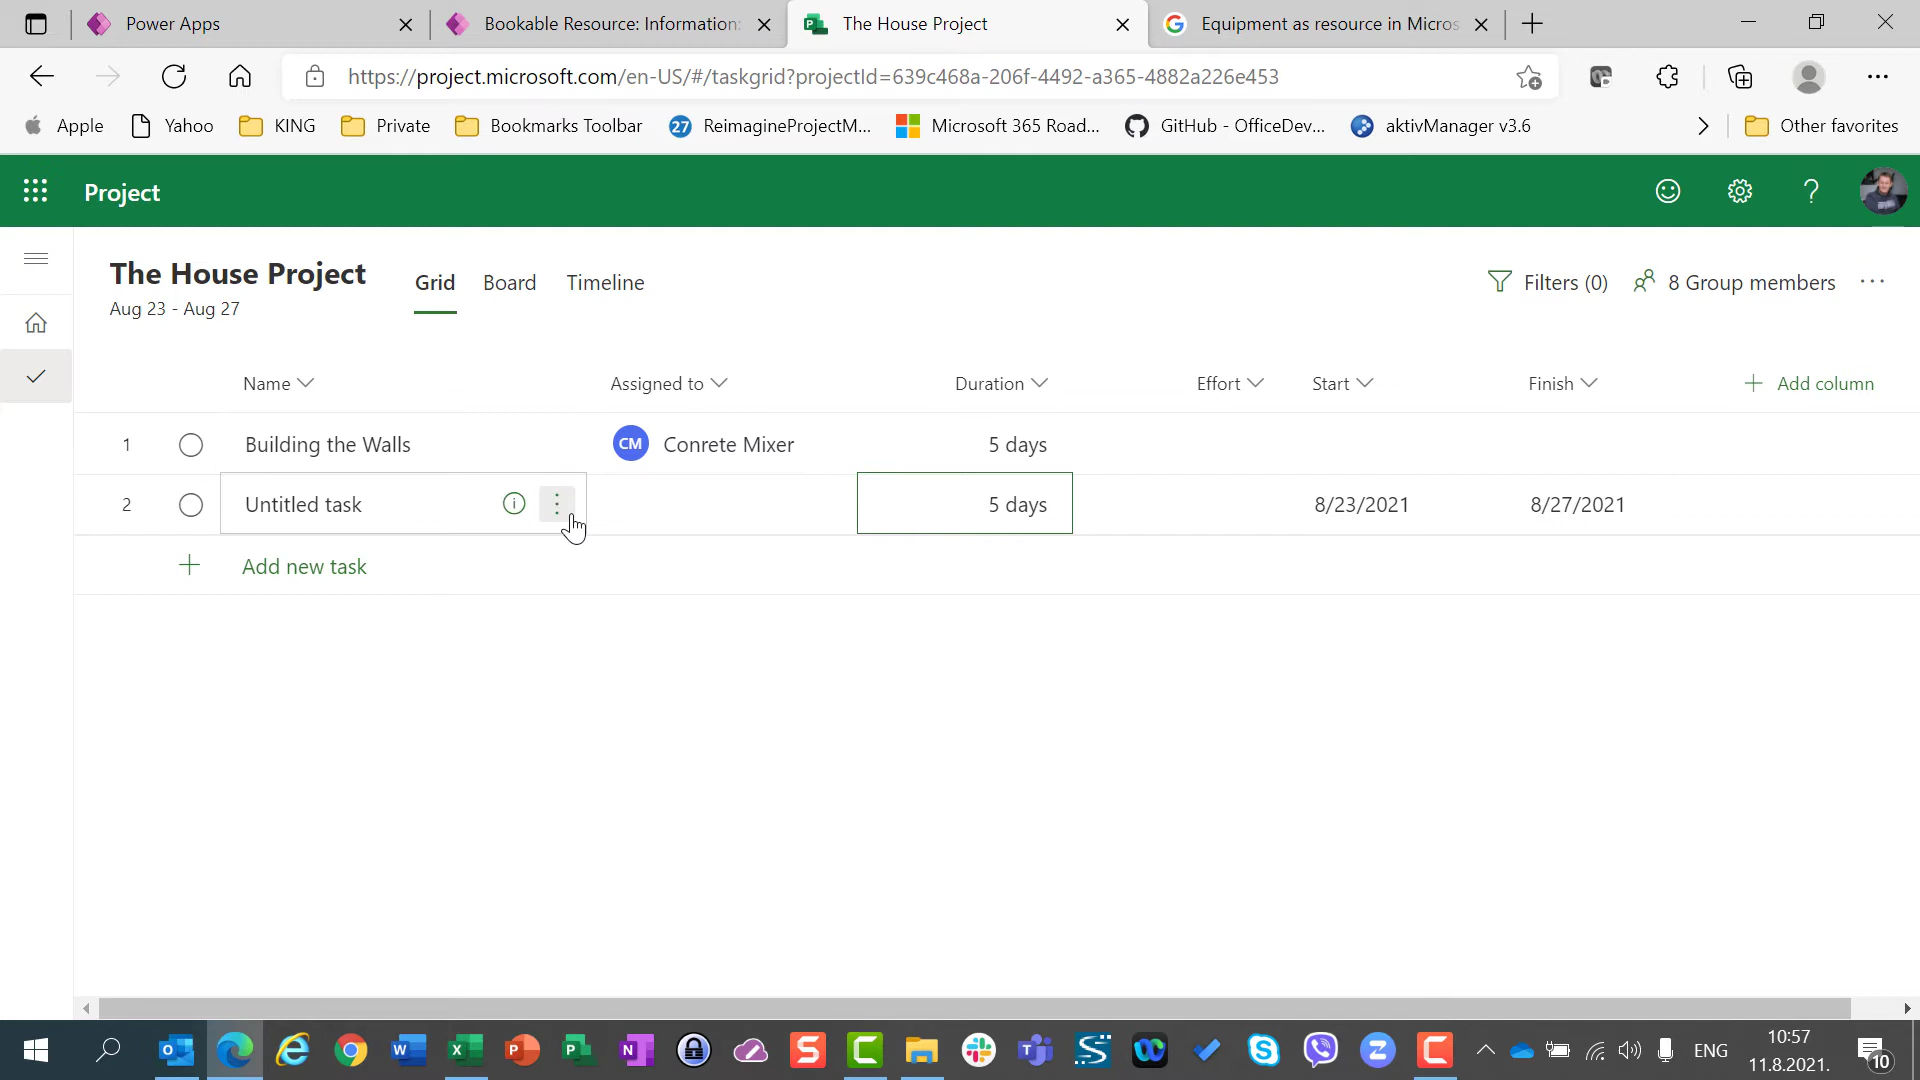 Power Apps
Bookable Resource: Information:
The House Project
Equipment as resource in Micros
https://project.microsoft.com/en-US/#/taskgrid?projectId=639c468a-206f-4492-a365-4882a226e453
Apple
Yahoo
KING
Private
Bookmarks Toolbar
27
ReimagineProjectM...
Microsoft 365 Road...
GitHub - OfficeDev...
aktivManager v3.6
Other favorites
Project
The House Project
Aug 23 - Aug 27
Grid
Board
Timeline
Filters (0)
8 Group members
Name
Assigned to
Duration
Effort
Start
Finish
Add column
1
Building the Walls
CM
Conrete Mixer
5 days
2
Untitled task
5 days
8/23/2021
8/27/2021
Add new task
ENG
10:57
11.8.2021.
10